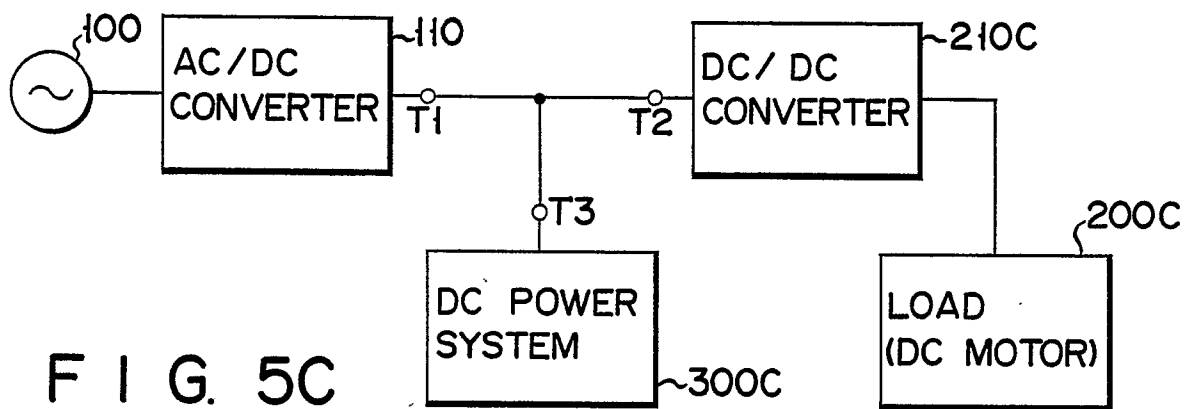 100
110
210C
AC/DC
CONVERTER
DC/DC
CONVERTER
T1
T2
T3
200C
DC POWER
SYSTEM
LOAD
(DC MOTOR)
300C
FIG. 5C